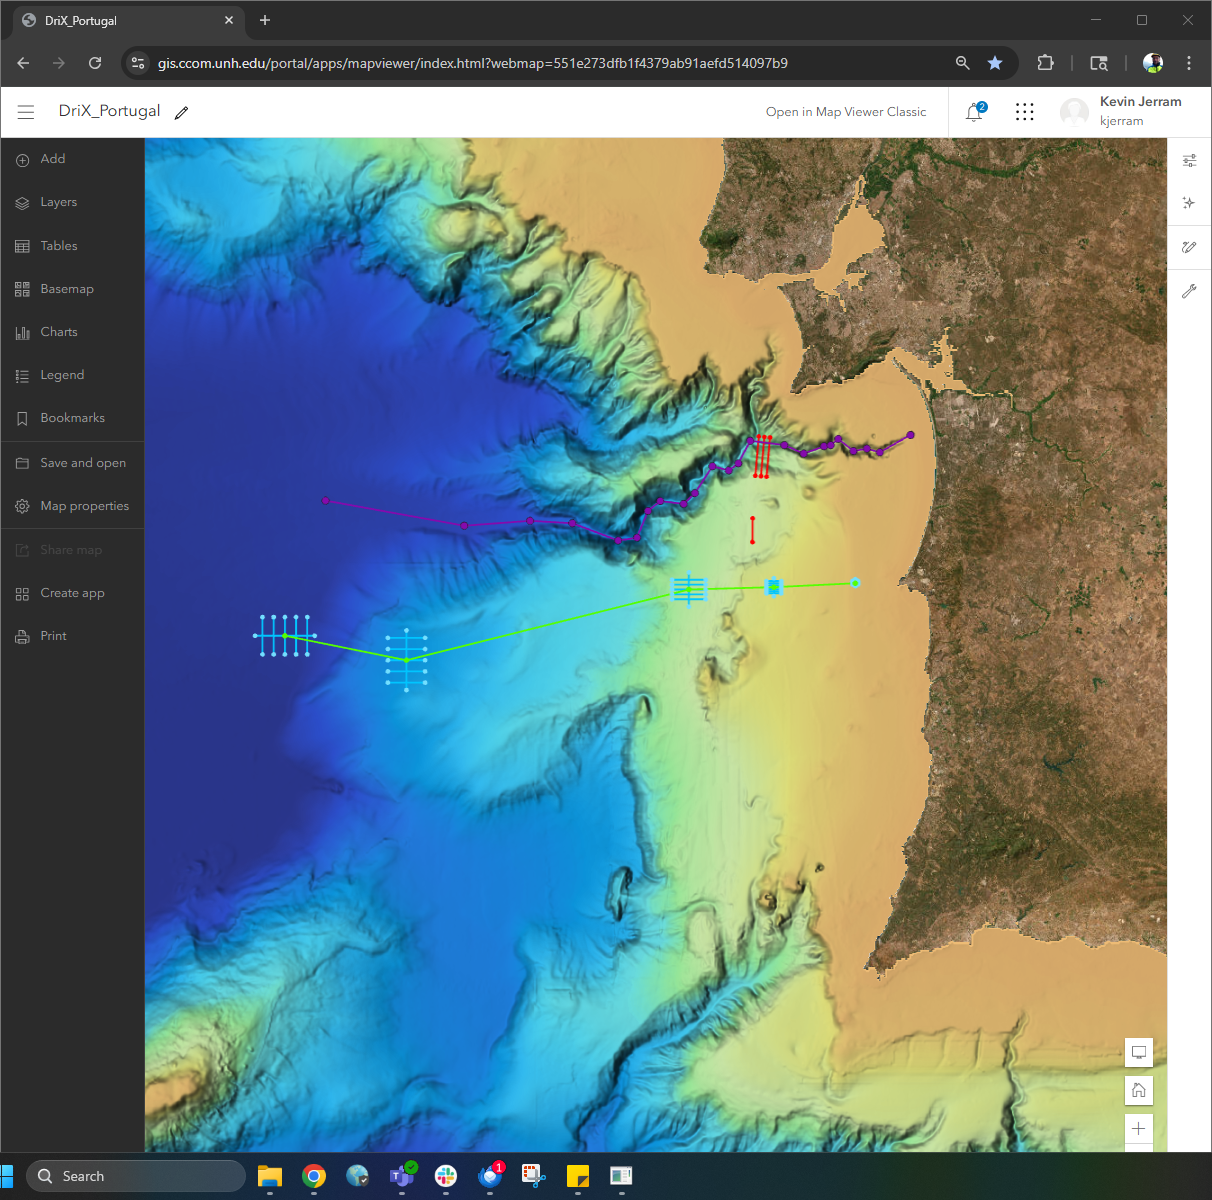 DriX_Portugal
gis.ccom.unh.edu/portal/apps/mapviewer/index.html?webmap=551e273dfb1f4379ab91aefd514097b9
DriX_Portugal
Open in Map Viewer Classic
2
Kevin Jerram
kjerram
Add
Layers
Tables
Basemap
Charts
Legend
Bookmarks
Save and open
Map properties
Share map
Create app
Print
Search
1